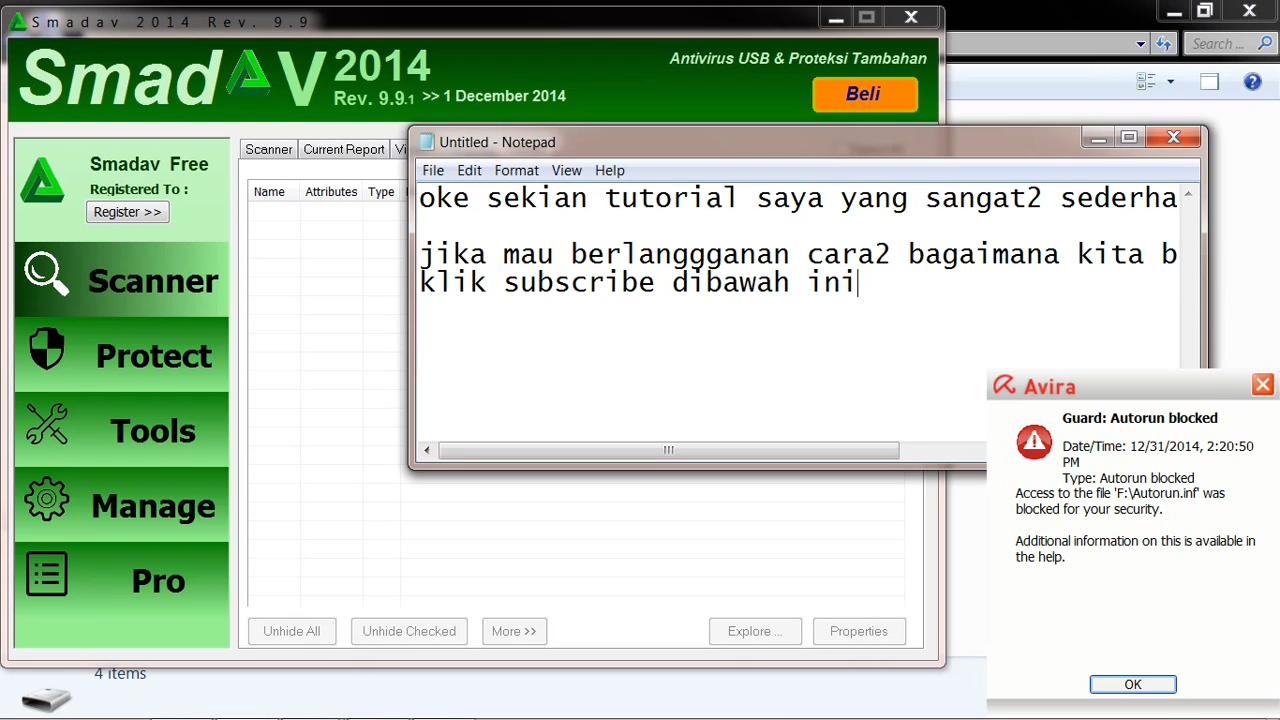 Smadav 2014 Rev. 9.9
SmadAV 2014
Rev. 9.9.1 >> 1 December 2014
Antivirus USB & Proteksi Tambahan
Beli
Search ...
Smadav Free
Registered To :
Register >>
Scanner
Protect
Tools
Manage
Pro
Scanner
Current Report
Name
Attributes
Type
Unhide All
Unhide Checked
More >>
Explore ...
Properties
4 items
Untitled - Notepad
File Edit Format View Help
oke sekian tutorial saya yang sangat2 sederha
jika mau berlanggganan cara2 bagaimana kita b
klik subscribe dibawah ini
Avira
Guard: Autorun blocked
Date/Time: 12/31/2014, 2:20:50
PM
Type: Autorun blocked
Access to the file 'F:\Autorun.inf' was
blocked for your security.
Additional information on this is available in
the help.
OK